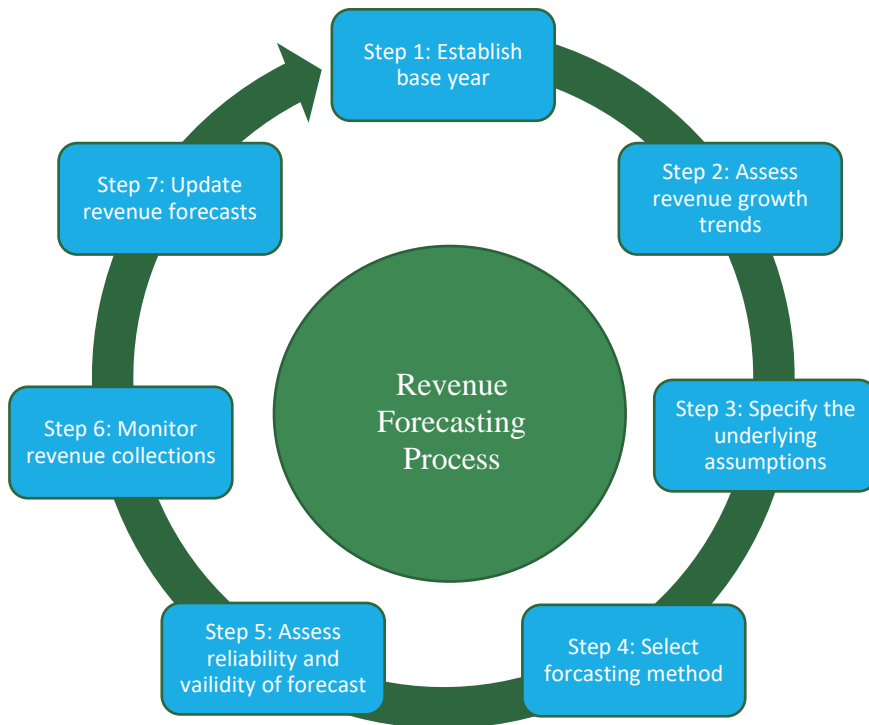 Step 1: Establish
base year
Step 2: Assess
revenue growth
trends
Step 3: Specify the
underlying
assumptions
Step 4: Select
forcasting method
Step 5: Assess
reliability and
vailidity of forecast
Step 6: Monitor
revenue collections
Step 7: Update
revenue forecasts
Revenue
Forecasting
Process